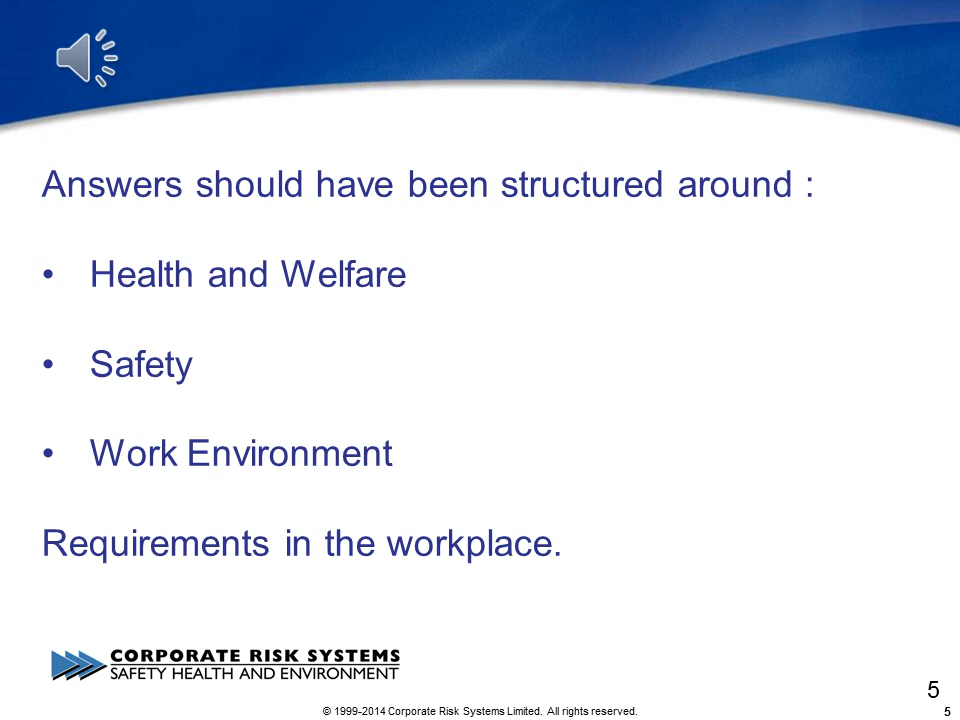 Answers should have been structured around :
• Health and Welfare
• Safety
• Work Environment
Requirements in the workplace.
CORPORATE RISK SYSTEMS
SAFETY HEALTH AND ENVIRONMENT
5
© 1999-2014 Corporate Risk Systems Limited. All rights reserved.
5